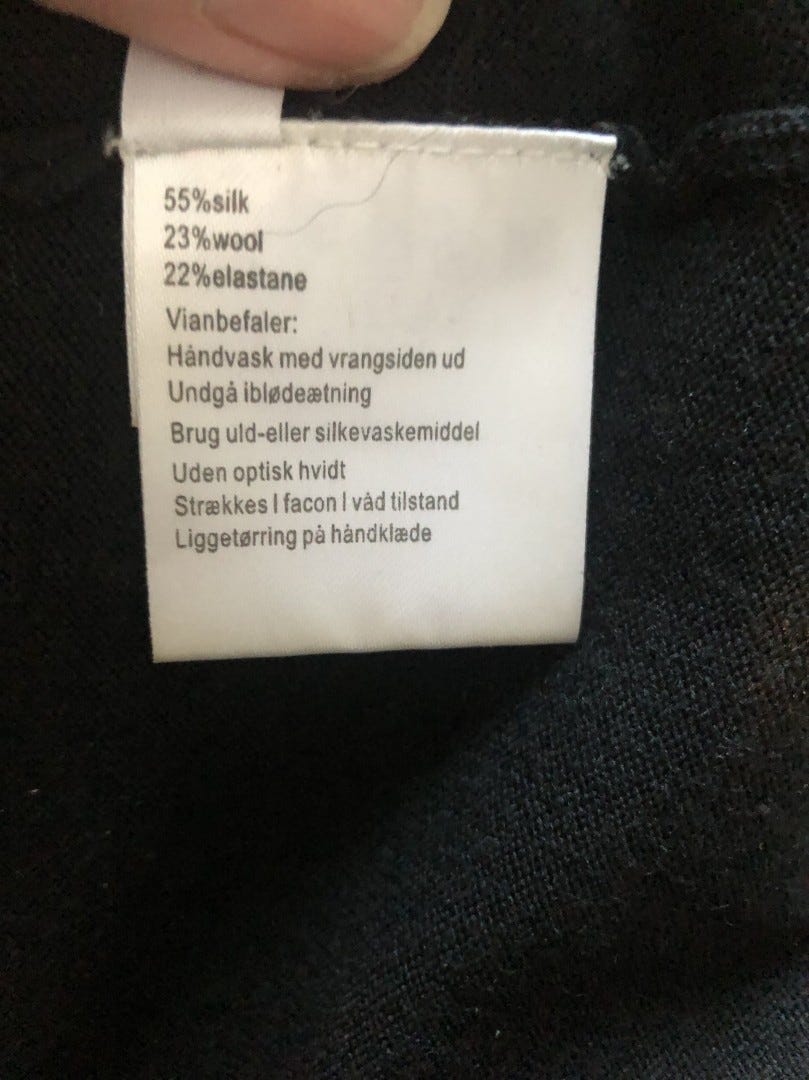 55%silk
23%wool
22%elastane
Vianbefaler:
Håndvask med vrangsiden ud
Undgå iblødeætning
Brug uld-eller silkevaskemiddel
Uden optisk hvidt
Strækkes I facon I våd tilstand
Liggetørring på håndklæde